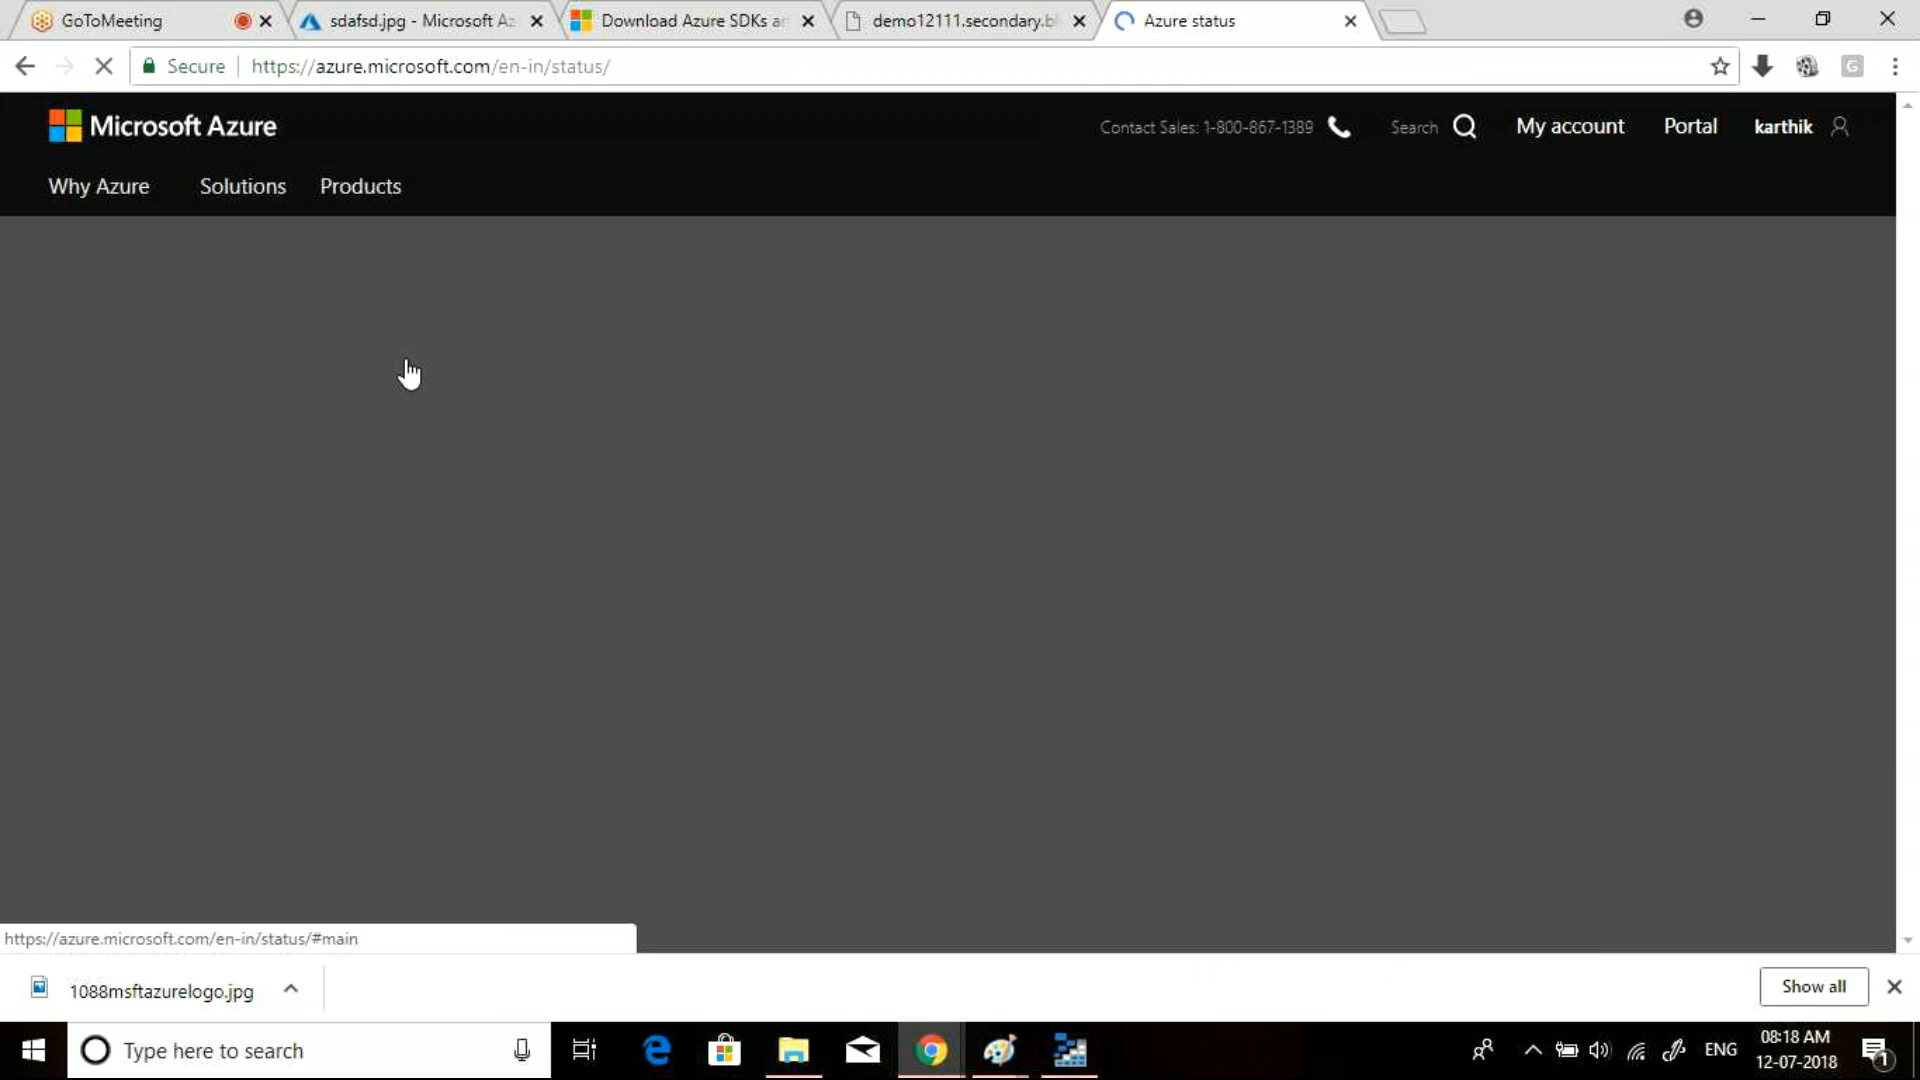 GoToMeeting
sdafsd.jpg - Microsoft Az
Download Azure SDKs a
demo12111.secondary.bl
Azure status
Secure
https://azure.microsoft.com/en-in/status/
G
Microsoft Azure
Contact Sales: 1-800-867-1389
Search
My account
Portal
karthik
Why Azure
Solutions
Products
https://azure.microsoft.com/en-in/status/#main
1088msftazurelogo.jpg
Show all
Type here to search
ENG
08:18 AM
12-07-2018
1